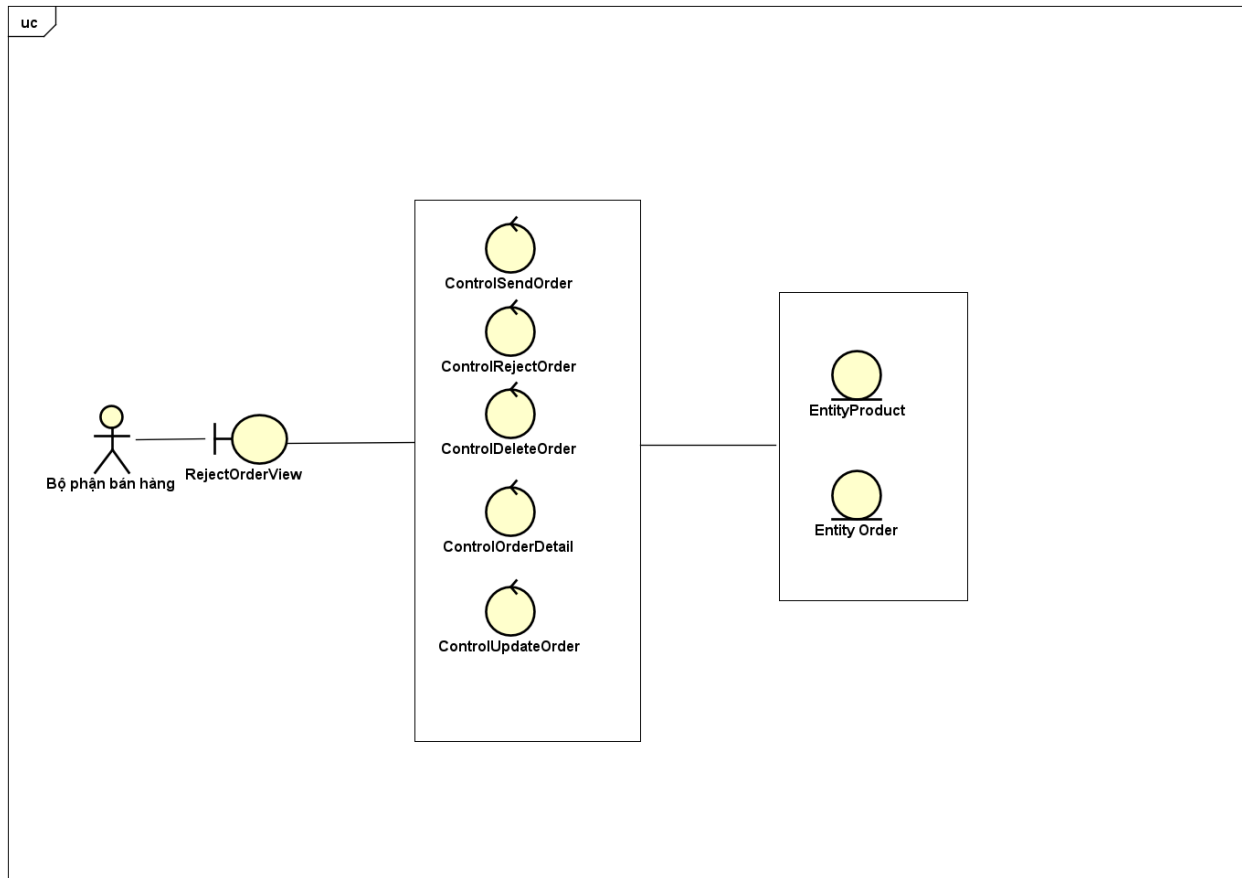 uc
ControlSendOrder
ControlRejectOrder
ControlDeleteOrder
ControlOrderDetail
ControlUpdateOrder
Bộ phận bán hàng
RejectOrderView
EntityProduct
Entity Order